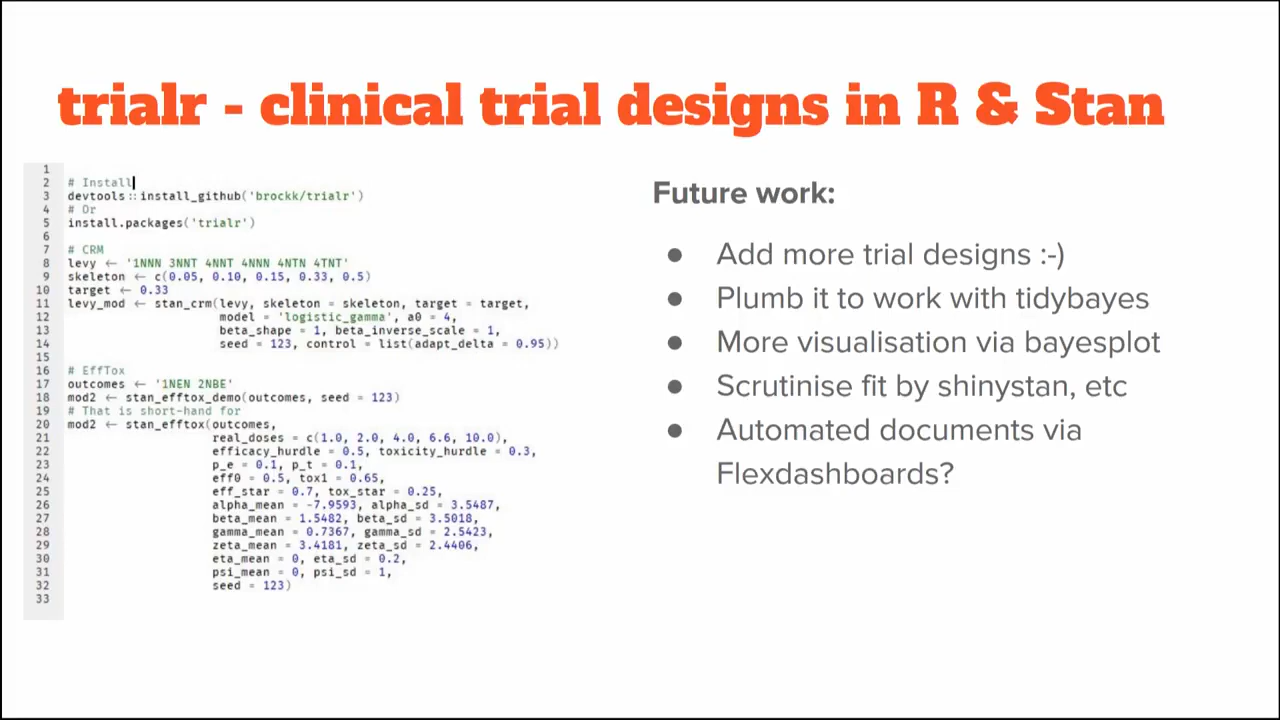 trialr - clinical trial designs in R & Stan
1
2 # Install
3 devtools::install_github('brockk/trialr')
4 # Or
5 install.packages('trialr')
6
7 # CRM
8 levy ← '1NNN 3NNT 4NNT 4NNN 4NTN 4TNT'
9 skeleton ← c(0.05, 0.10, 0.15, 0.33, 0.5)
10 target ← 0.33
11 levy_mod ← stan_crm(levy, skeleton = skeleton, target = target,
12 model = 'logistic_gamma', a0 = 4,
13 beta_shape = 1, beta_inverse_scale = 1,
14 seed = 123, control = list(adapt_delta = 0.95))
15
16 # EffTox
17 outcomes ← '1NEN 2NBE'
18 mod2 ← stan_efftox_demo(outcomes, seed = 123)
19 # That is short-hand for
20 mod2 ← stan_efftox(outcomes,
21 real_doses = c(1.0, 2.0, 4.0, 6.6, 10.0),
22 efficacy_hurdle = 0.5, toxicity_hurdle = 0.3,
23 p_e = 0.1, p_t = 0.1,
24 eff0 = 0.5, tox1 = 0.65,
25 eff_star = 0.7, tox_star = 0.25,
26 alpha_mean = -7.9593, alpha_sd = 3.5487,
27 beta_mean = 1.5482, beta_sd = 3.5018,
28 gamma_mean = 0.7367, gamma_sd = 2.5423,
29 zeta_mean = 3.4181, zeta_sd = 2.4406,
30 eta_mean = 0, eta_sd = 0.2,
31 psi_mean = 0, psi_sd = 1,
32 seed = 123)
33
Future work:
● Add more trial designs :-)
● Plumb it to work with tidybayes
● More visualisation via bayesplot
● Scrutinise fit by shinystan, etc
● Automated documents via
Flexdashboards?